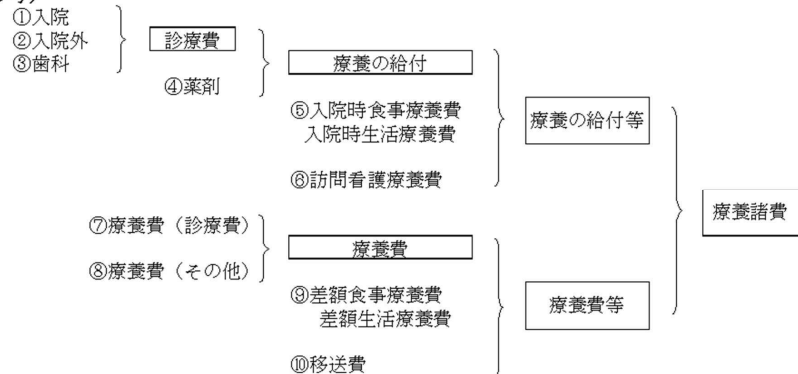 ①入院
②入院外
③歯科
診療費
④薬剤
療養の給付
⑤入院時食事療養費
入院時生活療養費
⑥訪問看護療養費
療養の給付等
⑦療養費（診療費）
⑧療養費（その他）
療養費
⑨差額食事療養費
差額生活療養費
⑩移送費
療養費等
療養諸費